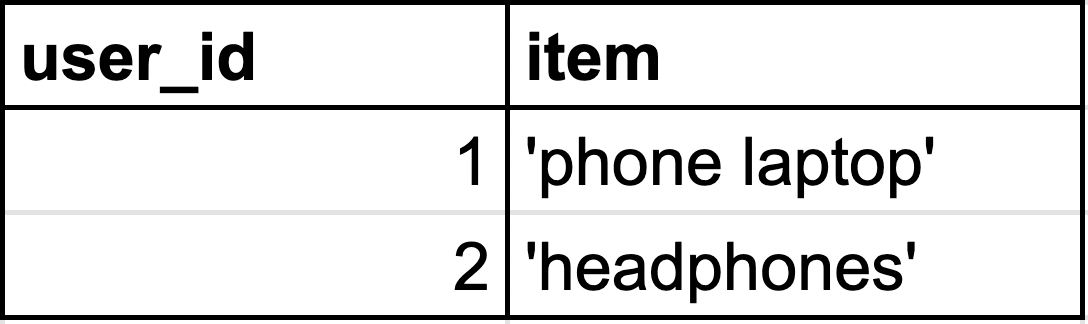 user_id item
1 'phone laptop'
2 'headphones'